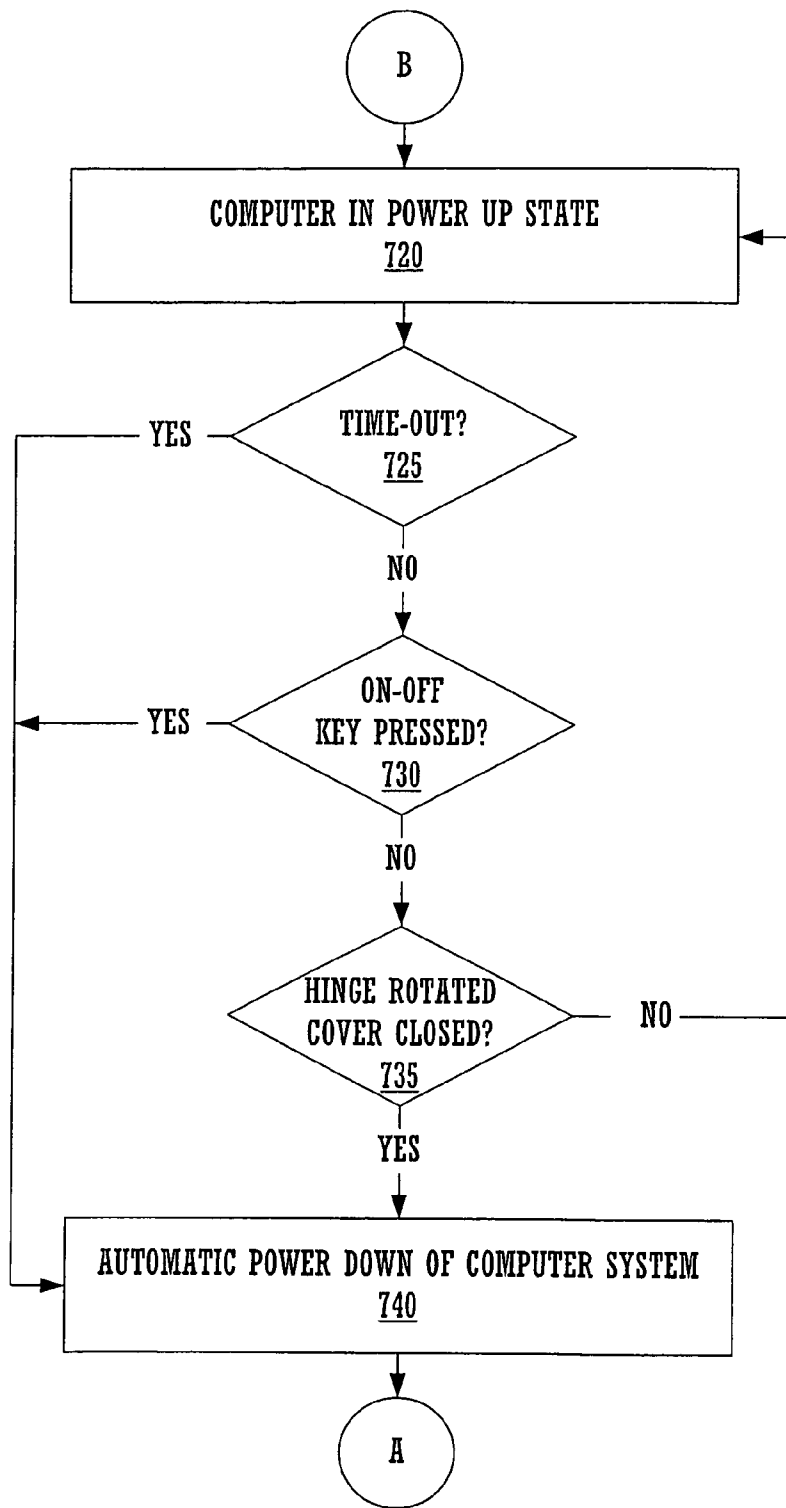 B
COMPUTER IN POWER UP STATE
720
TIME-OUT?
725
YES
NO
ON-OFF
KEY PRESSED?
730
YES
NO
HINGE ROTATED
COVER CLOSED?
735
NO
YES
AUTOMATIC POWER DOWN OF COMPUTER SYSTEM
740
A